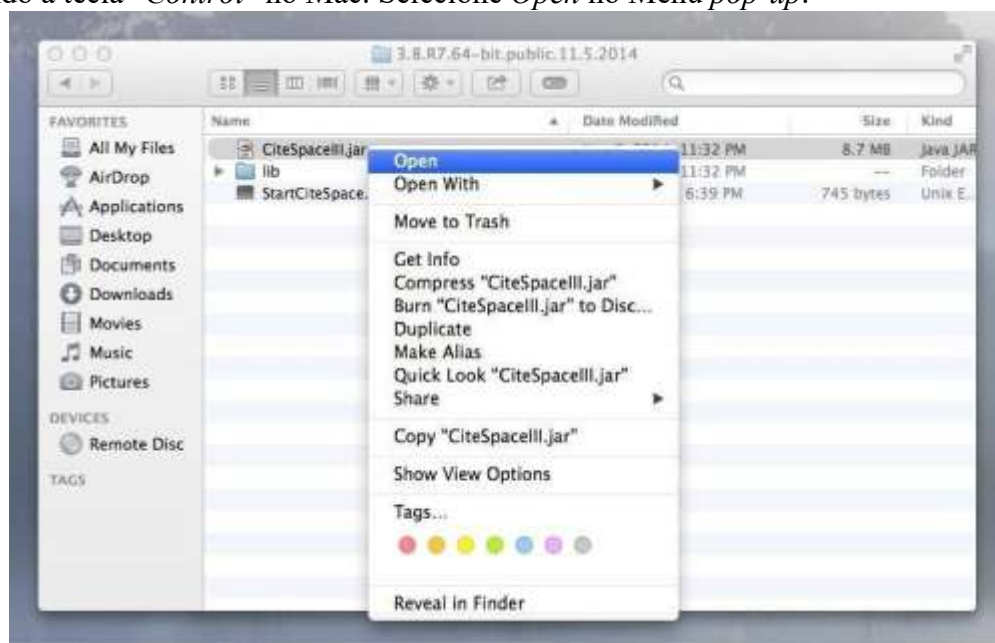 do a tecla "Control" no Mac. Selecione Open no Menu pop-up.
3.8.R7.64-bit.public.11.5.2014
FAVORITES
Name
Date Modified
Size
Kind
All My Files
CiteSpaceIII.jar
11:32 PM
8.7 MB
Java JAR
AirDrop
lib
11:32 PM
--
Folder
Applications
StartCiteSpace.
6:39 PM
745 bytes
Unix E...
Desktop
Documents
Downloads
Movies
Music
Pictures
DEVICES
Remote Disc
TAGS
Open
Open With
Move to Trash
Get Info
Compress "CiteSpaceIII.jar"
Burn "CiteSpaceIII.jar" to Disc...
Duplicate
Make Alias
Quick Look "CiteSpaceIII.jar"
Share
Copy "CiteSpaceIII.jar"
Show View Options
Tags...
Reveal in Finder